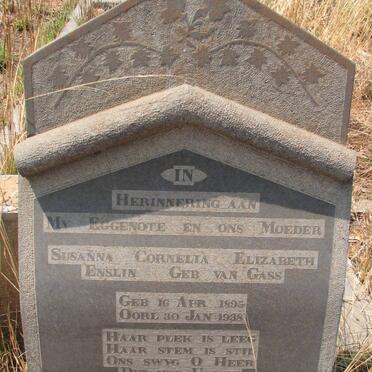 IN
HERINNERING AAN
MY EGGENOTE EN ONS MOEDER
SUSANNA CORNELIA ELIZABETH
ENSLIN GEB VAN GASS
GEB 16 APR 1895
OORL 30 JAN 1938
HAAR PLEK IS LEEG
HAAR STEM IS STIL
ONS SWYG O HEER